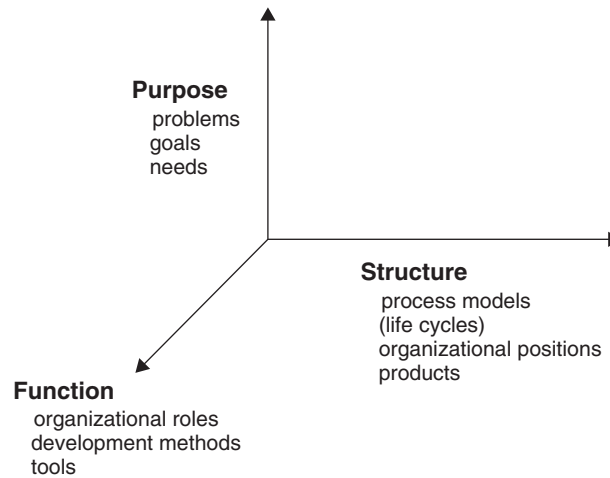 Purpose
problems
goals
needs
Structure
process models
(life cycles)
organizational positions
products
Function
organizational roles
development methods
tools